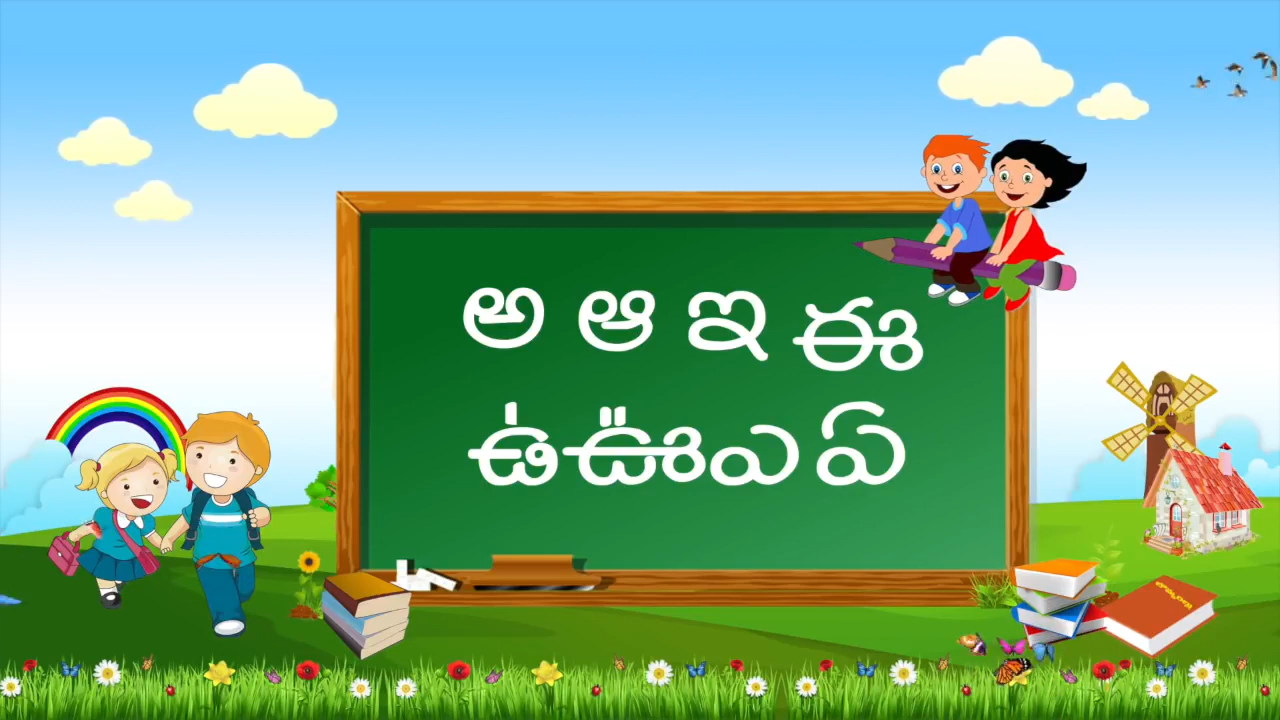 అ ఆ ఇ ఈ
ఉ ఊ ఎ ఏ